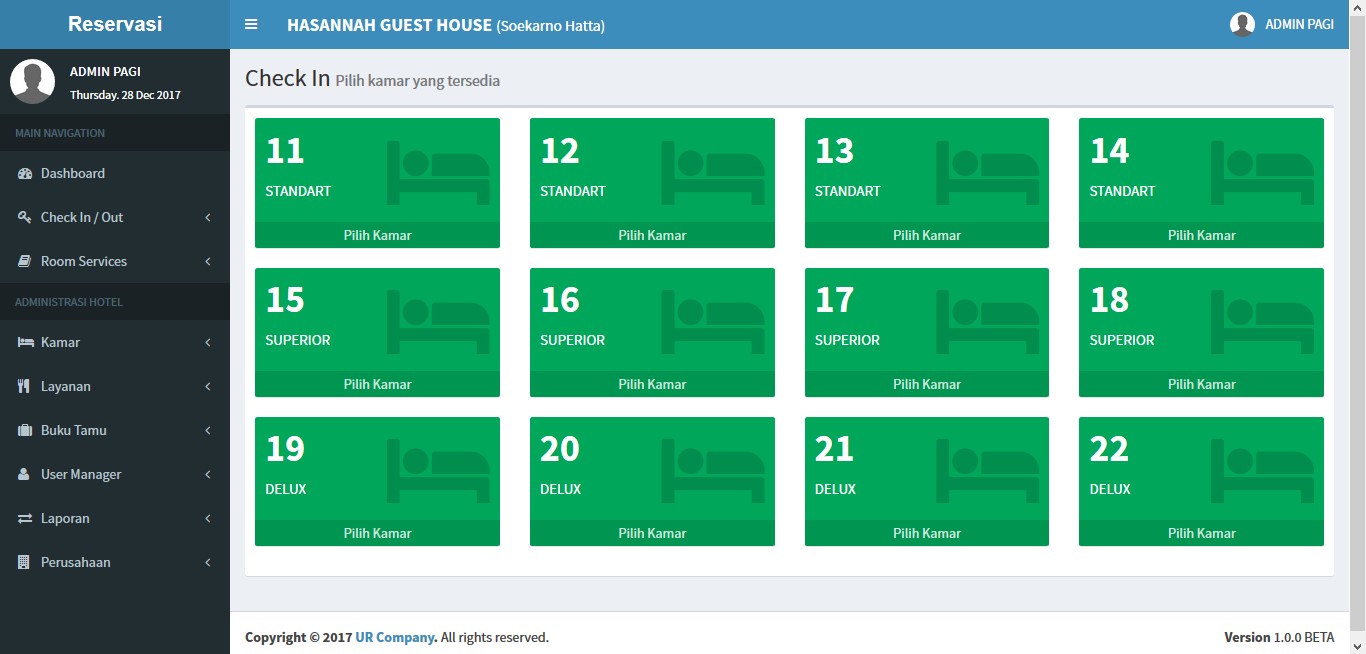 Reservasi
HASANNAH GUEST HOUSE (Soekarno Hatta)
ADMIN PAGI
ADMIN PAGI
Thursday. 28 Dec 2017
MAIN NAVIGATION
Dashboard
Check In / Out
Room Services
ADMINISTRASI HOTEL
Kamar
Layanan
Buku Tamu
User Manager
Laporan
Perusahaan
Check In Pilih kamar yang tersedia
11
STANDART
Pilih Kamar
12
STANDART
Pilih Kamar
13
STANDART
Pilih Kamar
14
STANDART
Pilih Kamar
15
SUPERIOR
Pilih Kamar
16
SUPERIOR
Pilih Kamar
17
SUPERIOR
Pilih Kamar
18
SUPERIOR
Pilih Kamar
19
DELUX
Pilih Kamar
20
DELUX
Pilih Kamar
21
DELUX
Pilih Kamar
22
DELUX
Pilih Kamar
Copyright © 2017 UR Company. All rights reserved.
Version 1.0.0 BETA